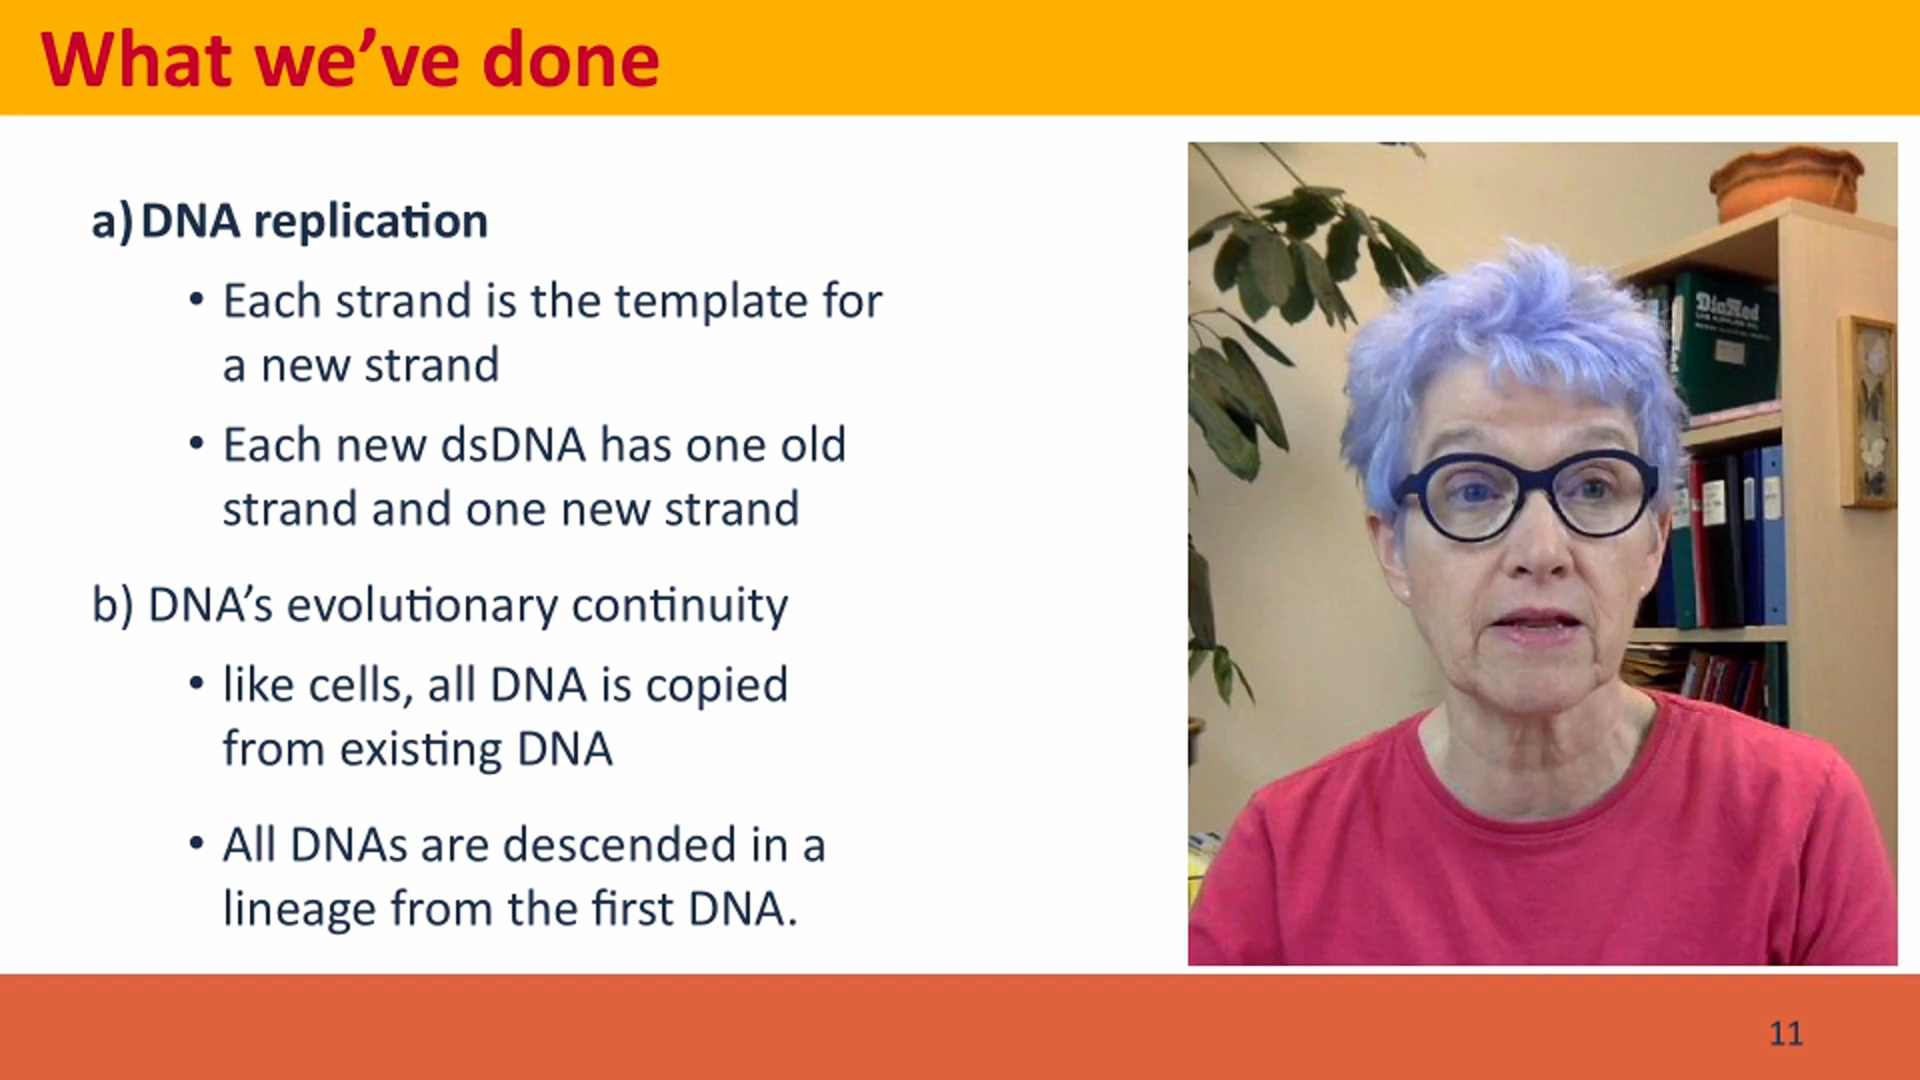 What we've done
a) DNA replication
• Each strand is the template for
a new strand
• Each new dsDNA has one old
strand and one new strand
b) DNA's evolutionary continuity
• like cells, all DNA is copied
from existing DNA
• All DNAs are descended in a
lineage from the first DNA.
DiaMed
11